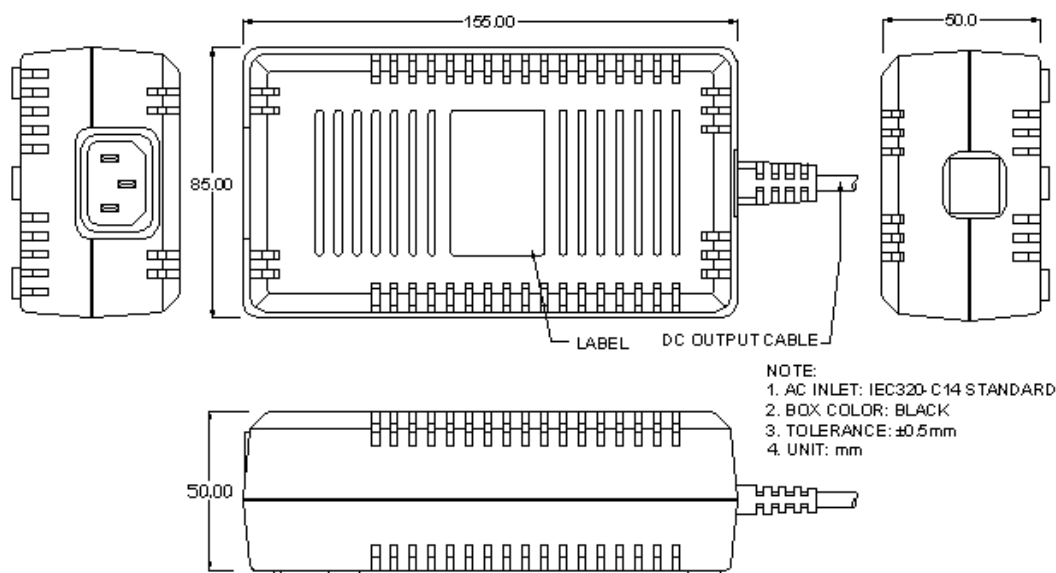 155.00
50.0
85.00
LABEL
DC OUTPUT CABLE
NOTE:
1. AC INLET: IEC320-C14 STANDARD
2. BOX COLOR: BLACK
3. TOLERANCE: ±0.5mm
4. UNIT: mm
50.00